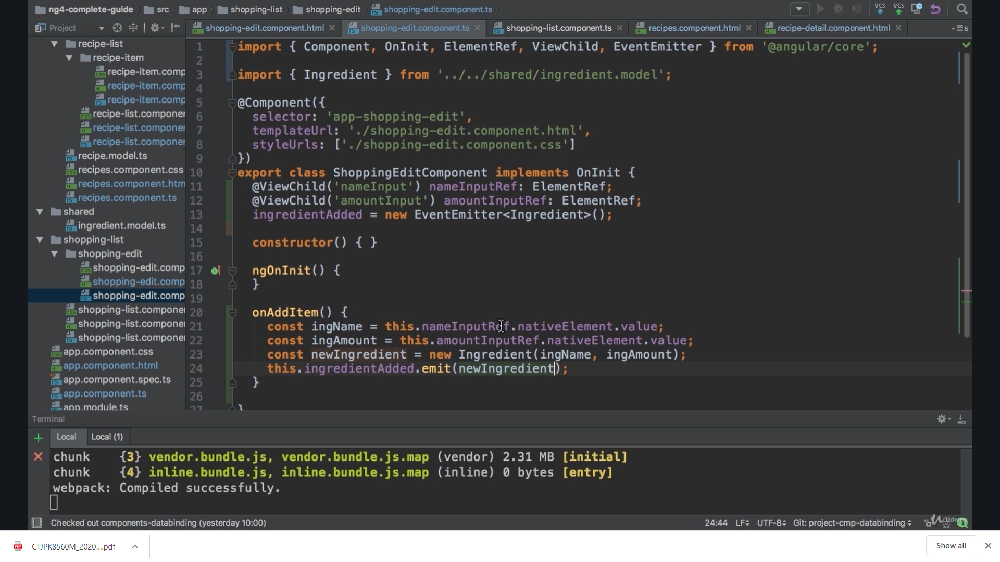 ng4-complete-guide src app shopping-list shopping-edit shopping-edit.component.ts
Project
shopping-edit.component.html shopping-edit.component.ts shopping-list.component.ts recipes.component.html recipe-detail.component.html 5
recipe-list
recipe-item
recipe-item.comp
recipe-item.comp
recipe-item.comp
recipe-list.componer
recipe-list.componer
recipe-list.componer
recipe.model.ts
recipes.component.css
recipes.component.htm
recipes.component.ts
shared
ingredient.model.ts
shopping-list
shopping-edit
shopping-edit.comp
shopping-edit.comp
shopping-edit.comp
shopping-list.componer
shopping-list.componer
shopping-list.componer
app.component.css
app.component.html
app.component.spec.ts
app.component.ts
app.module.ts
1 import { Component, OnInit, ElementRef, ViewChild, EventEmitter } from '@angular/core';
2
3 import { Ingredient } from '../../shared/ingredient.model';
4
5 @Component({
6 selector: 'app-shopping-edit',
7 templateUrl: './shopping-edit.component.html',
8 styleUrls: ['./shopping-edit.component.css']
9 })
10 export class ShoppingEditComponent implements OnInit {
11 @ViewChild('nameInput') nameInputRef: ElementRef;
12 @ViewChild('amountInput') amountInputRef: ElementRef;
13 ingredientAdded = new EventEmitter<Ingredient>();
14
15 constructor() { }
16
17 ngOnInit() {
18 }
19
20 onAddItem() {
21 const ingName = this.nameInputRef.nativeElement.value;
22 const ingAmount = this.amountInputRef.nativeElement.value;
23 const newIngredient = new Ingredient(ingName, ingAmount);
24 this.ingredientAdded.emit(newIngredient);
25 }
26
27 }
Terminal
Local Local (1)
chunk {3} vendor.bundle.js, vendor.bundle.js.map (vendor) 2.31 MB [initial]
chunk {4} inline.bundle.js, inline.bundle.js.map (inline) 0 bytes [entry]
webpack: Compiled successfully.
Checked out components-databinding (yesterday 10:00) 24:44 LF UTF-8 Git: project-cmp-databinding Udemy
CTJPK8560M_2020....pdf Show all